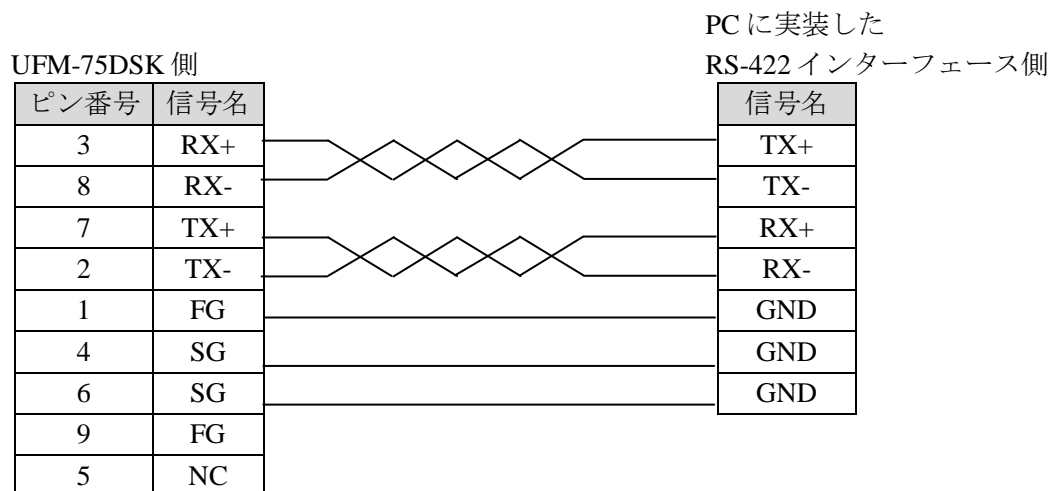 PCに実装した
UFM-75DSK側 RS-422インターフェース側
ピン番号 信号名 信号名
3 RX+ TX+
8 RX- TX-
7 TX+ RX+
2 TX- RX-
1 FG GND
4 SG GND
6 SG GND
9 FG
5 NC